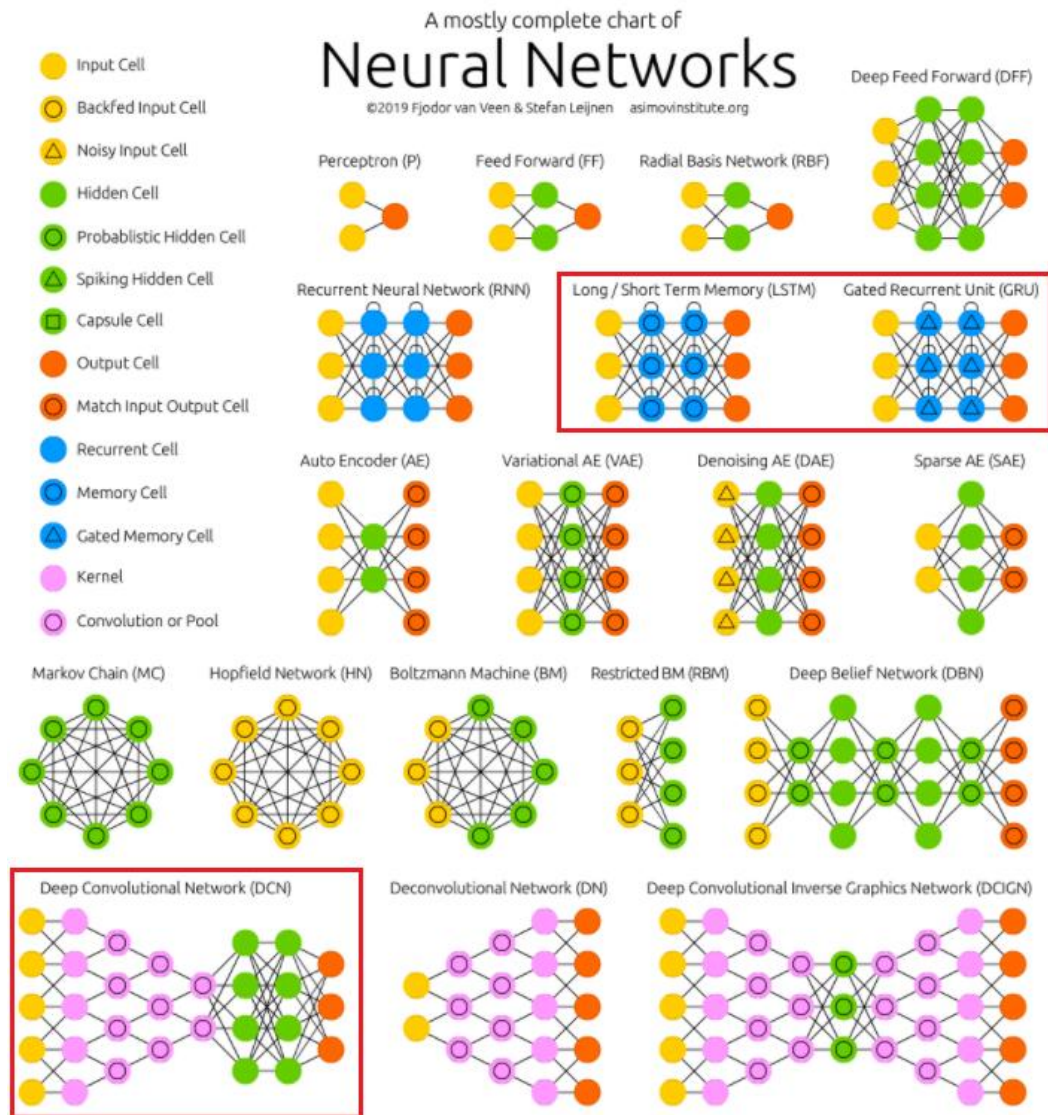 A mostly complete chart of
Neural Networks
©2019 Fjodor van Veen & Stefan Leijnen asimovinstitute.org
Input Cell
Backfed Input Cell
Noisy Input Cell
Hidden Cell
Probablistic Hidden Cell
Spiking Hidden Cell
Capsule Cell
Output Cell
Match Input Output Cell
Recurrent Cell
Memory Cell
Gated Memory Cell
Kernel
Convolution or Pool
Deep Feed Forward (DFF)
Perceptron (P)
Feed Forward (FF)
Radial Basis Network (RBF)
Recurrent Neural Network (RNN)
Long / Short Term Memory (LSTM)
Gated Recurrent Unit (GRU)
Auto Encoder (AE)
Variational AE (VAE)
Denoising AE (DAE)
Sparse AE (SAE)
Markov Chain (MC)
Hopfield Network (HN)
Boltzmann Machine (BM)
Restricted BM (RBM)
Deep Belief Network (DBN)
Deep Convolutional Network (DCN)
Deconvolutional Network (DN)
Deep Convolutional Inverse Graphics Network (DCIGN)